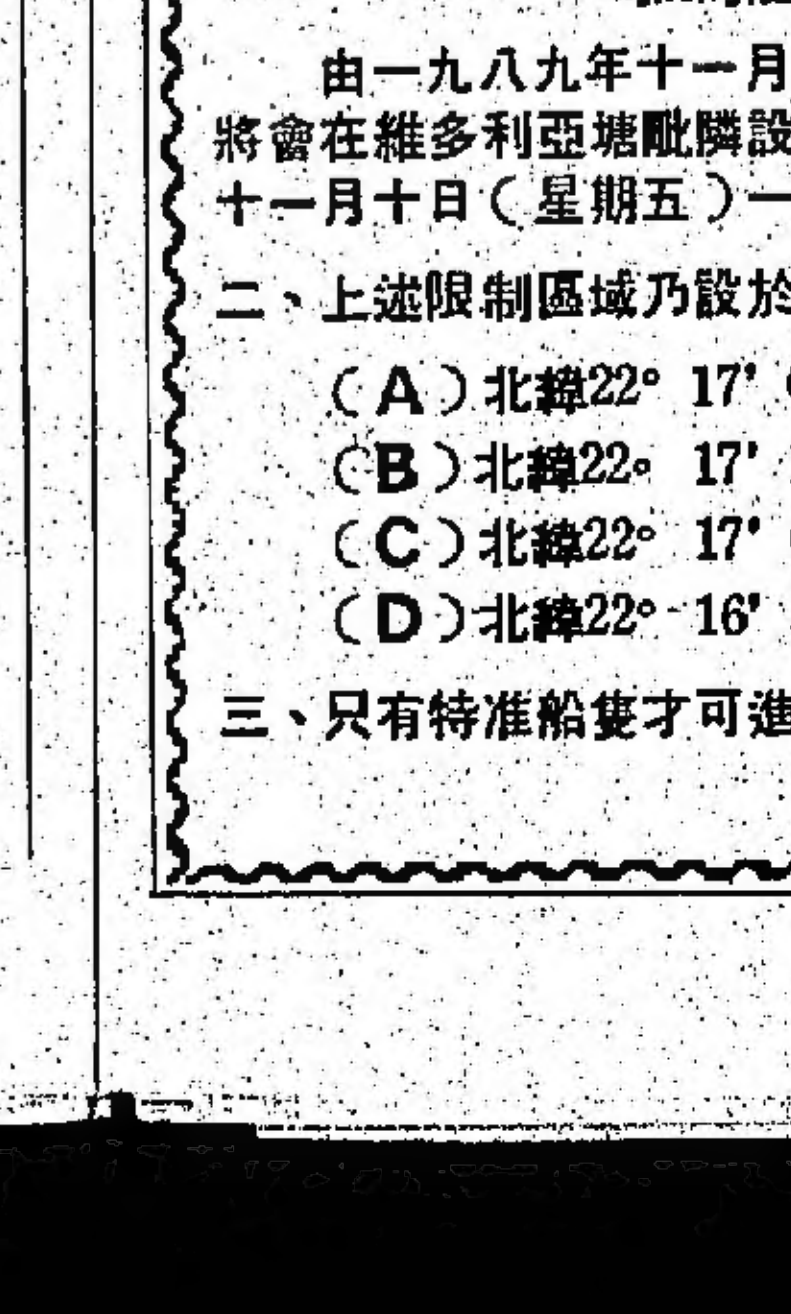 由一九八九年十一月
將會在維多利亞塘毗隣設
十一月十日（星期五）一
二、上述限制區域乃設於
（A）北緯22° 17'
（B）北緯22° 17'
（C）北緯22° 17'
（D）北緯22° 16'
三、只有特准船隻才可進